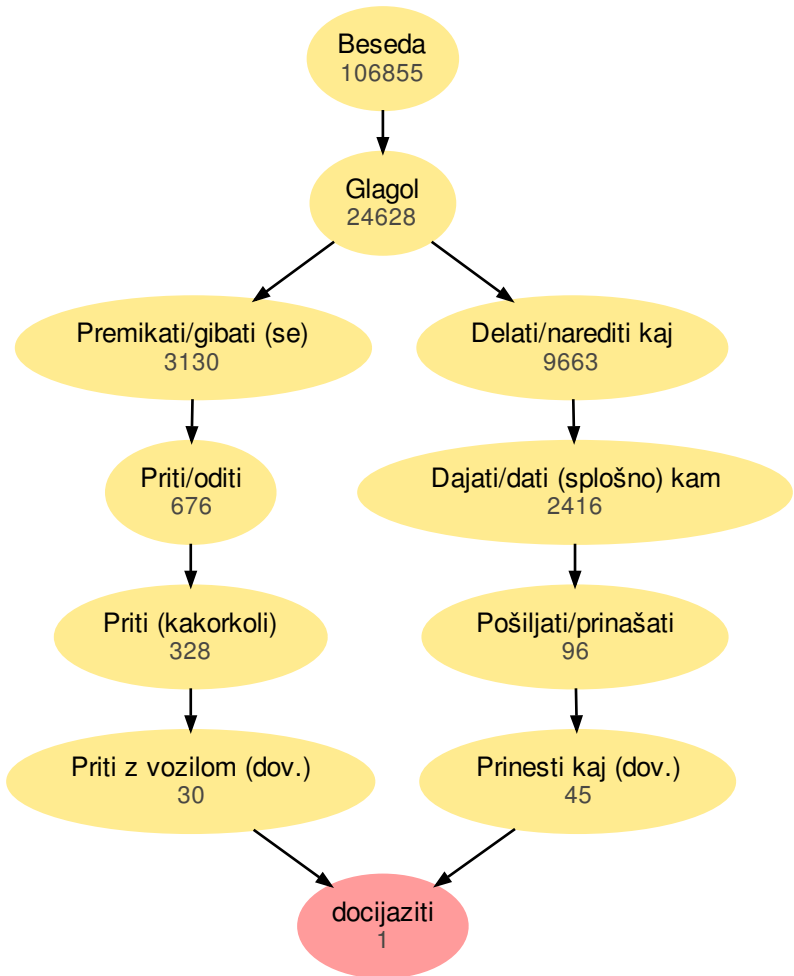 Beseda
106855
Glagol
24628
Premikati/gibati (se)
3130
Delati/narediti kaj
9663
Priti/oditi
676
Dajati/dati (splošno) kam
2416
Priti (kakorkoli)
328
Pošiljati/prinašati
96
Priti z vozilom (dov.)
30
Prinesti kaj (dov.)
45
docijaziti
1